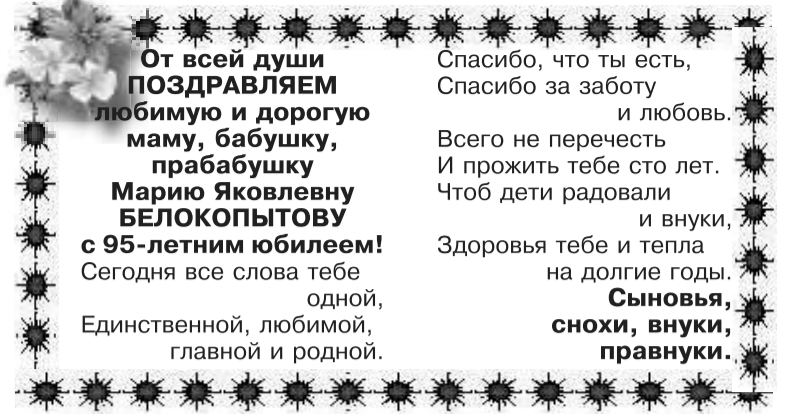 От всей души
ПОЗДРАВЛЯЕМ
любимую и дорогую
маму, бабушку,
прабабушку
Марию Яковлевну
БЕЛОКОПЫТОВУ
с 95-летним юбилеем!
Сегодня все слова тебе
одной,
Единственной, любимой,
главной и родной.
Спасибо, что ты есть,
Спасибо за заботу
и любовь.
Всего не перечесть
И прожить тебе сто лет.
Чтоб дети радовали
и внуки,
Здоровья тебе и тепла
на долгие годы.
Сыновья,
снохи, внуки,
правнуки.